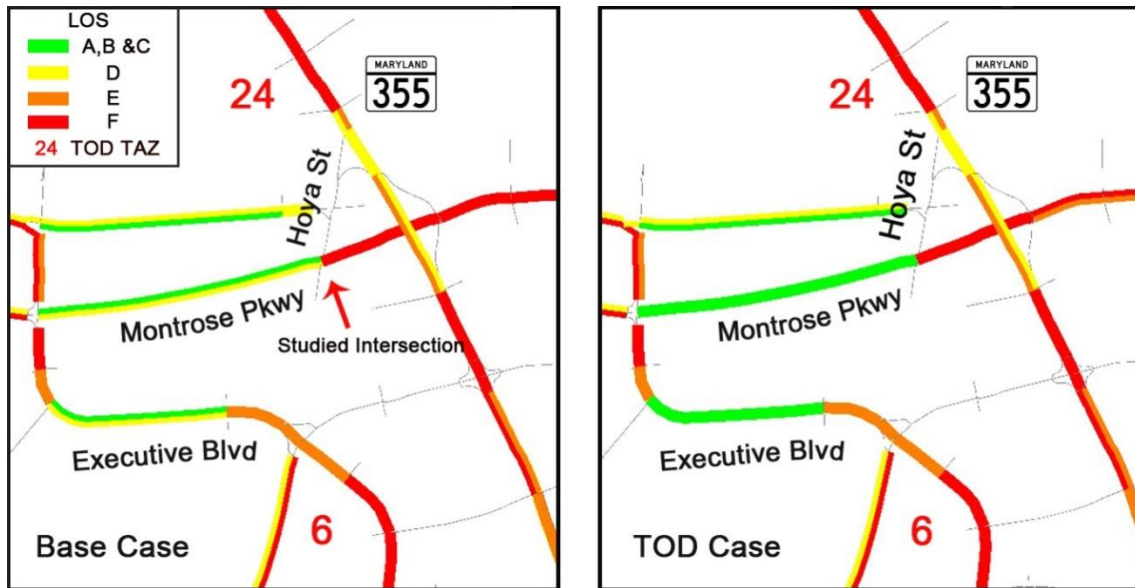 LOS
A,B &C
D
E
F
24 TOD TAZ
24
MARYLAND
355
Hoya St
Montrose Pkwy
Studied Intersection
Executive Blvd
6
Base Case
24
MARYLAND
355
Hoya St
Montrose Pkwy
Executive Blvd
6
TOD Case